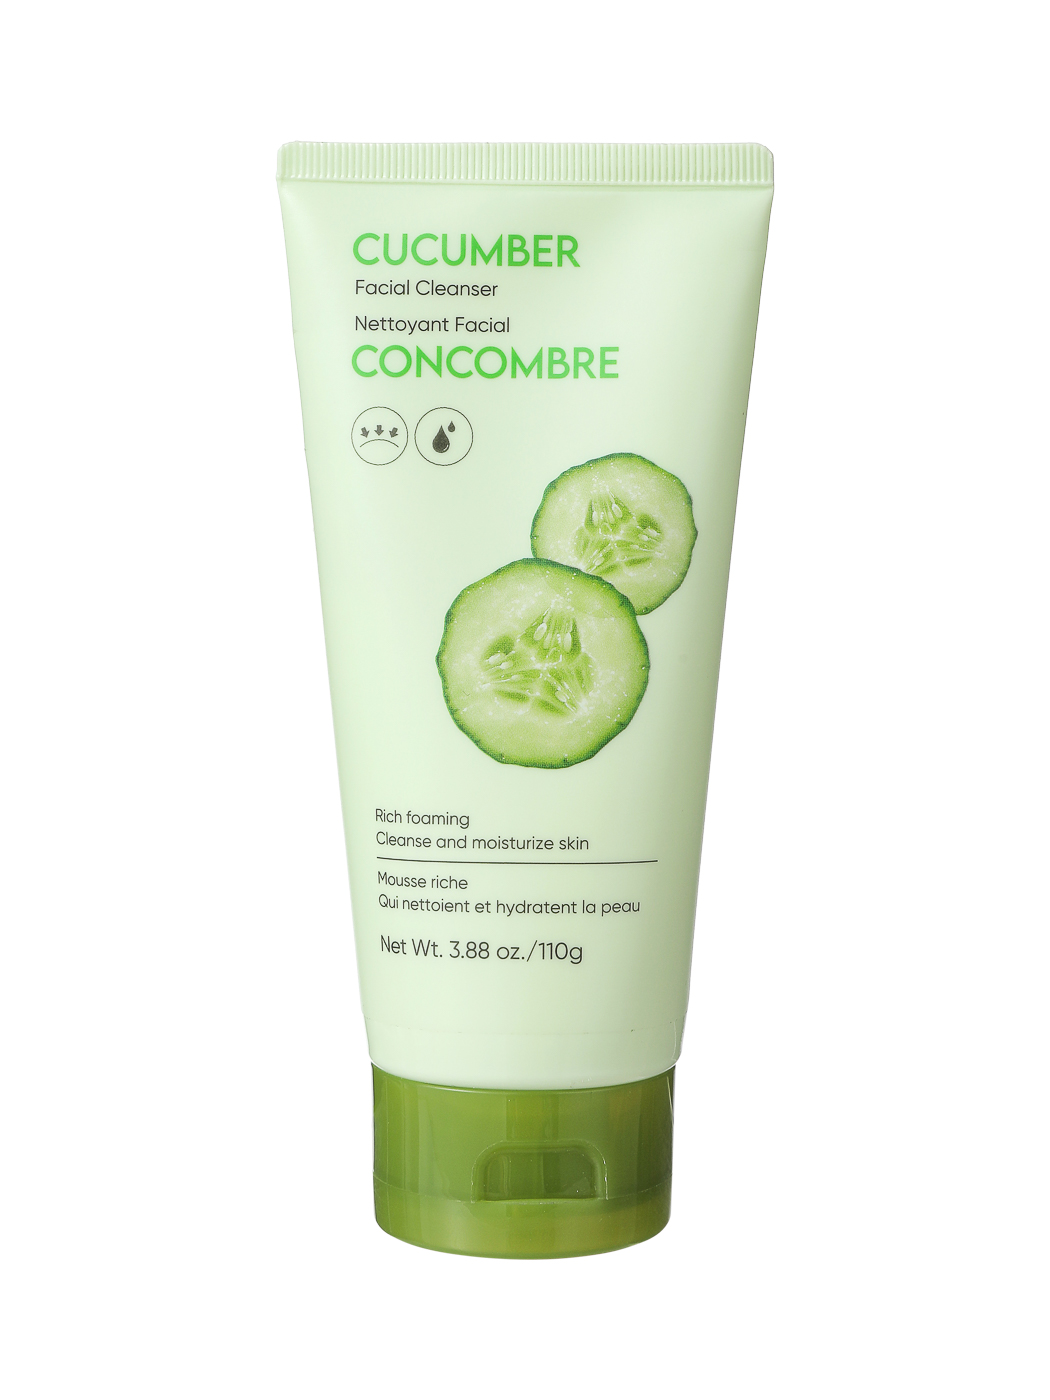 CUCUMBER
Facial Cleanser
Nettoyant Facial
CONCOMBRE
Rich foaming
Cleanse and moisturize skin
Mousse riche
Qui nettoient et hydratent la peau
Net Wt. 3.88 oz./110g